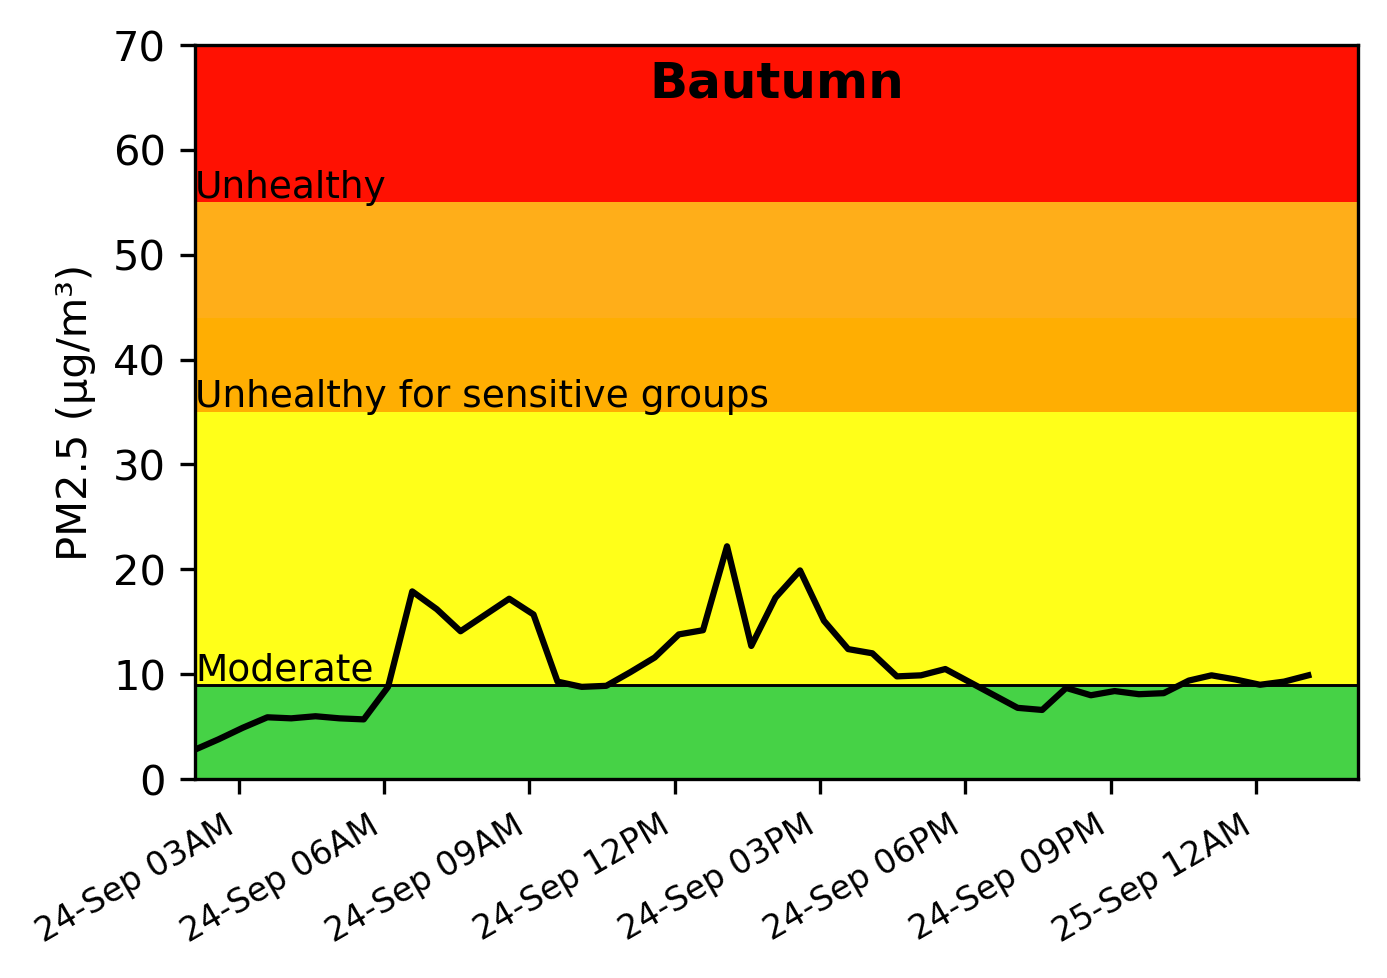 Bautumn
70
60
50
40
30
20
10
0
PM2.5 (µg/m³)
Unhealthy
Unhealthy for sensitive groups
Moderate
24-Sep 03AM
24-Sep 06AM
24-Sep 09AM
24-Sep 12PM
24-Sep 03PM
24-Sep 06PM
24-Sep 09PM
25-Sep 12AM